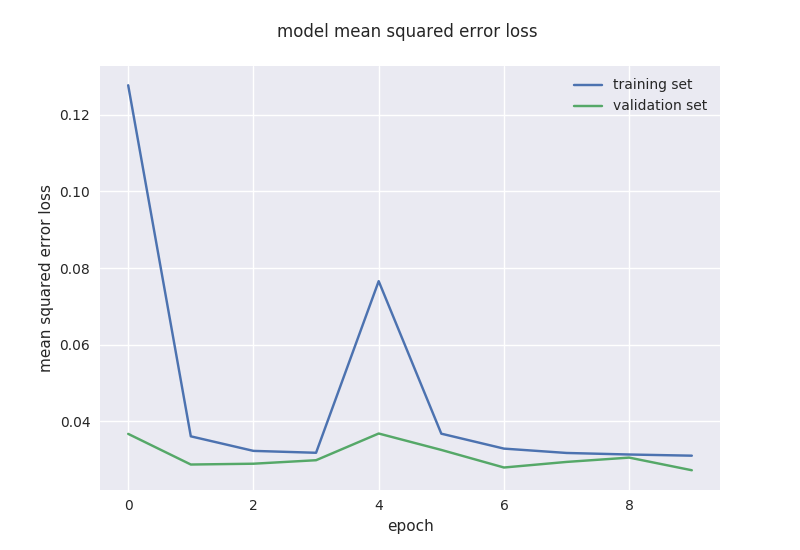 model mean squared error loss
training set
validation set
0.12
0.10
0.08
0.06
0.04
mean squared error loss
0 2 4 6 8
epoch